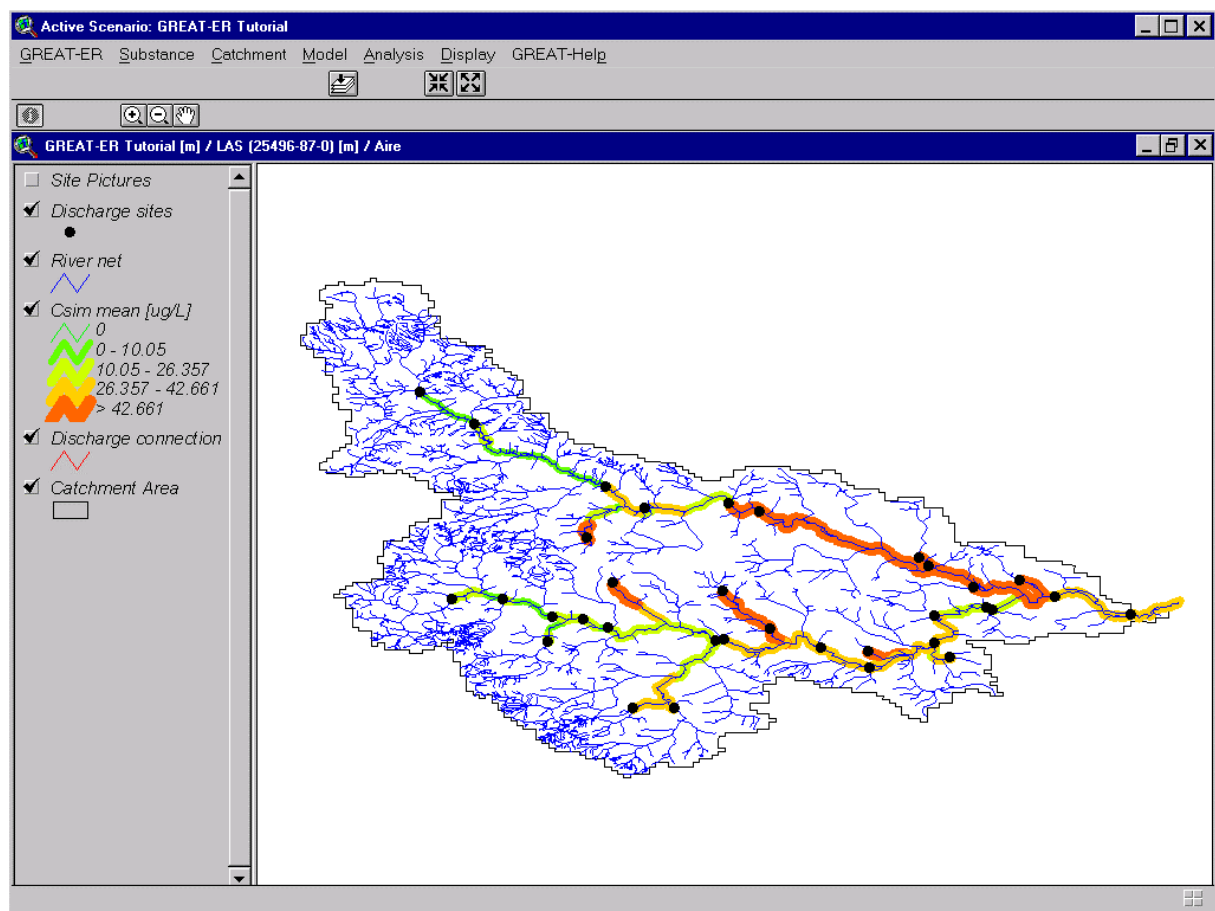 Active Scenario: GREAT-ER Tutorial
GREAT-ER Substance Catchment Model Analysis Display GREAT-Help
GREAT-ER Tutorial [m] / LAS (25496-87-0) [m] / Aire
Site Pictures
Discharge sites
River net
Csim mean [ug/L]
0
0 - 10.05
10.05 - 26.357
26.357 - 42.661
> 42.661
Discharge connection
Catchment Area